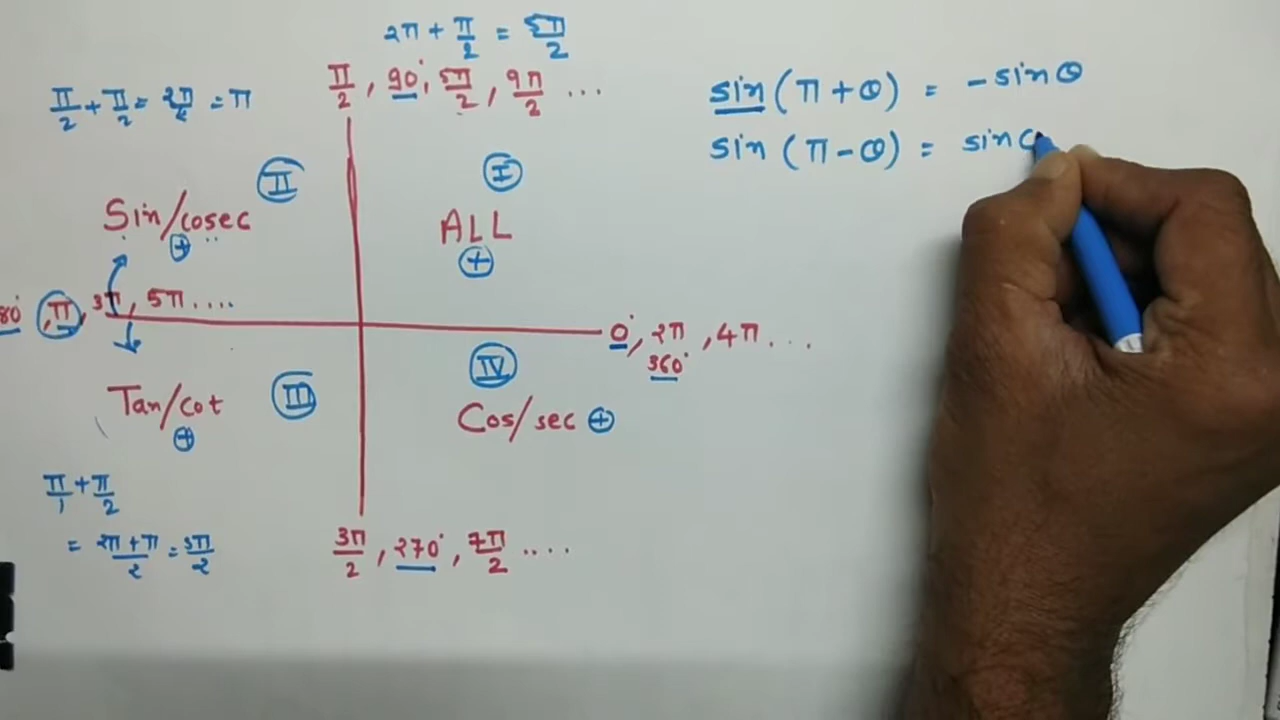 2π + π/2 = 5π/2
π/2 + π/2 = 2π/2 = π
π/2 , 90°, 5π/2 , 9π/2 ...
sin (π + θ) = - sin θ
sin (π - θ) = sin
II
I
Sin/cosec
+
ALL
+
80° , π , 3π , 5π ....
0° , 2π , 4π ...
360°
IV
III
Tan/cot
+
Cos/sec +
π/1 + π/2
= 2π + π/2 = 3π/2
3π/2 , 270° , 7π/2 ....